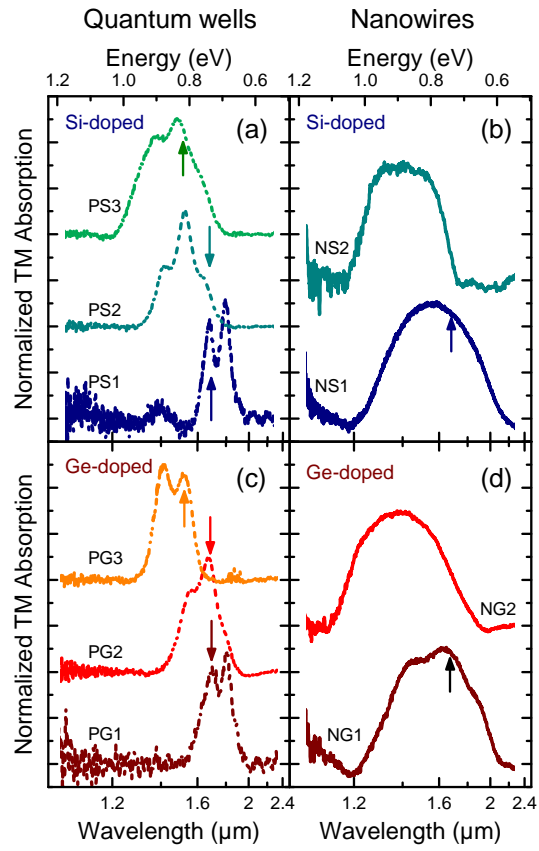 Quantum wells
Nanowires
Energy (eV)
Energy (eV)
1.2 1.0 0.8 0.6
1.2 1.0 0.8 0.6
Normalized TM Absorption
Si-doped (a)
PS3
PS2
PS1
Si-doped (b)
NS2
NS1
Normalized TM Absorption
Ge-doped (c)
PG3
PG2
PG1
Ge-doped (d)
NG2
NG1
1.2 1.6 2 2.4
1.2 1.6 2 2.4
Wavelength (μm)
Wavelength (μm)